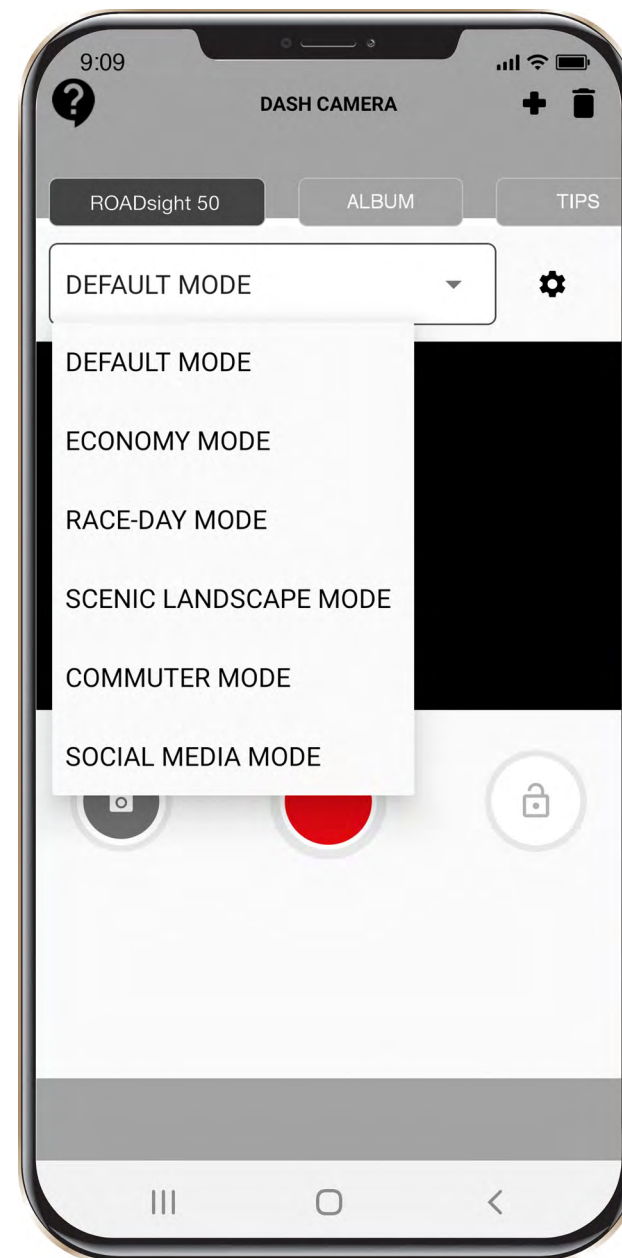 9:09
DASH CAMERA
ROADsight 50
ALBUM
TIPS
DEFAULT MODE
DEFAULT MODE
ECONOMY MODE
RACE-DAY MODE
SCENIC LANDSCAPE MODE
COMMUTER MODE
SOCIAL MEDIA MODE